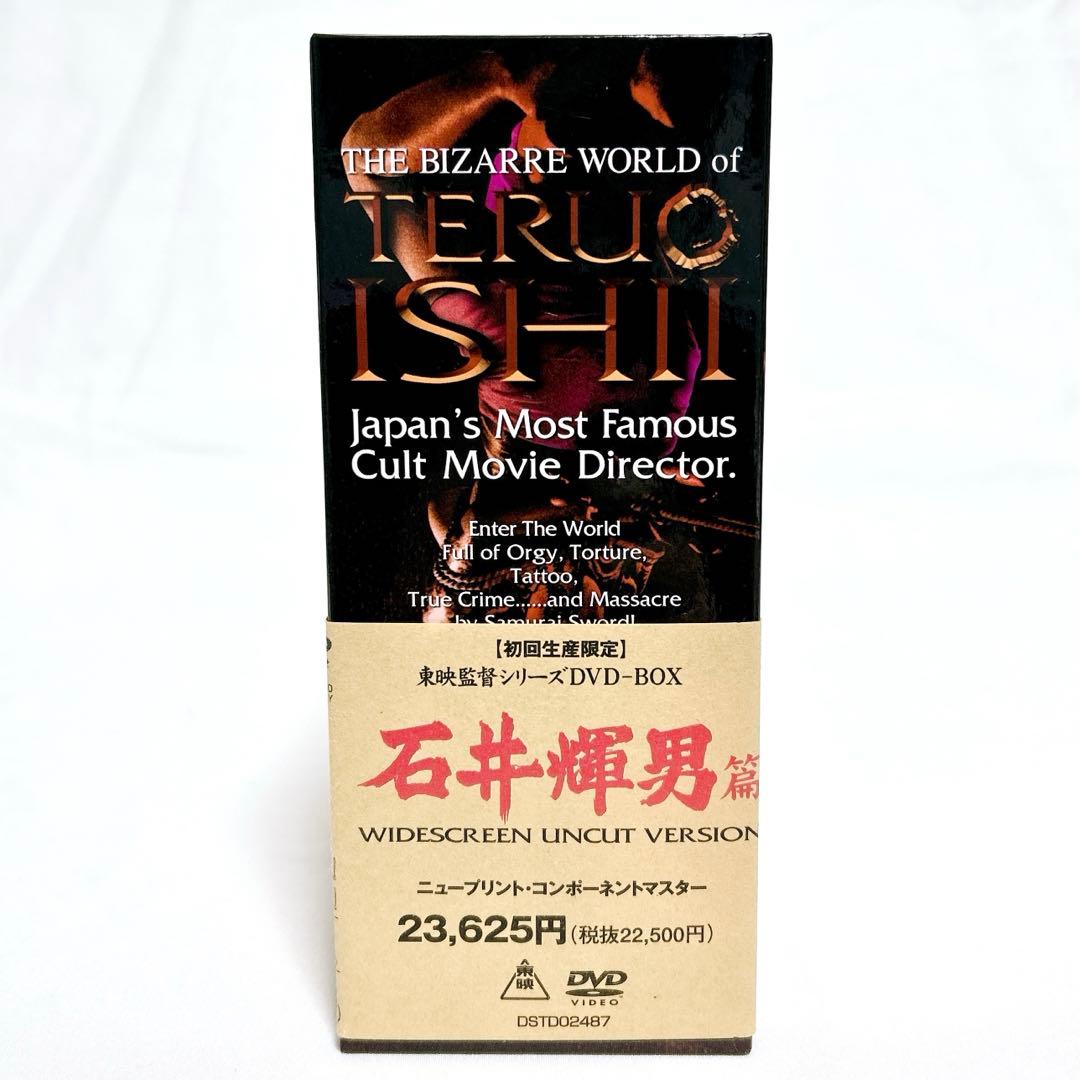 THE BIZARRE WORLD of
TERUO
ISHII
Japan's Most Famous
Cult Movie Director.
Enter The World
Full of Orgy, Torture,
Tattoo,
True Crime......and Massacre
by Samurai Sword!
【初回生産限定】
東映監督シリーズDVD-BOX
石井輝男篇
WIDESCREEN UNCUT VERSION
ニュープリント・コンポーネントマスター
23,625円(税抜22,500円)
東映
DVD
VIDEO
DSTD02487